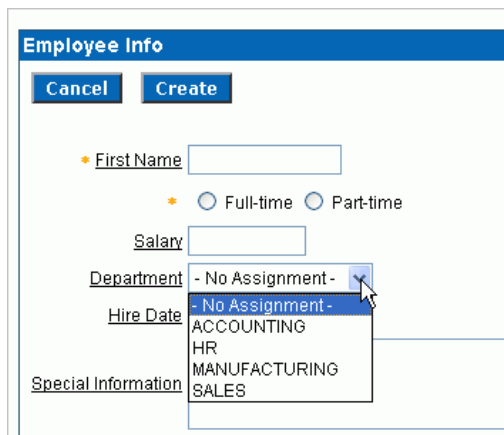 Employee Info
Cancel Create
* First Name
* Full-time Part-time
Salary
Department - No Assignment -
- No Assignment -
Hire Date
ACCOUNTING
HR
MANUFACTURING
Special Information
SALES